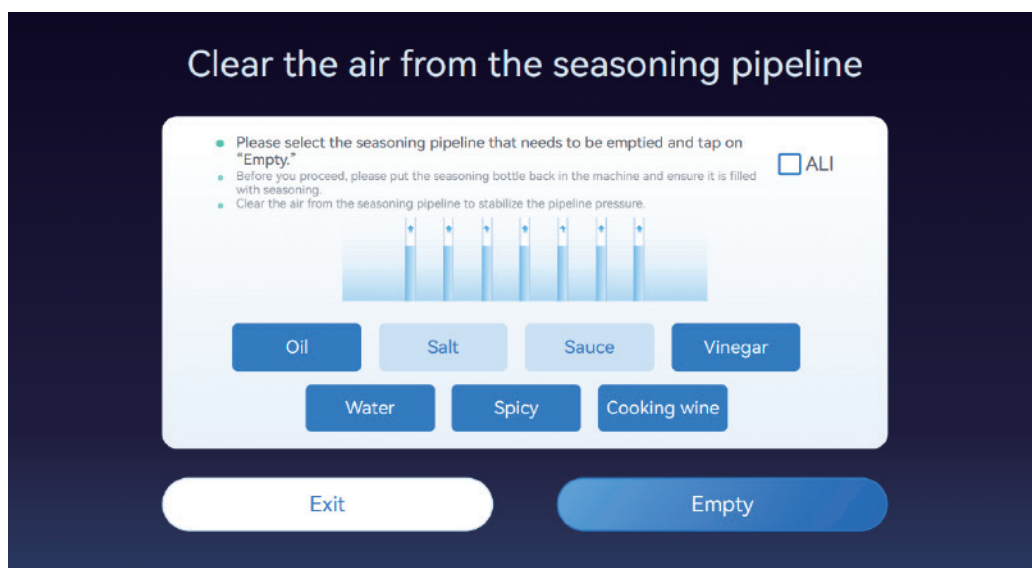 Clear the air from the seasoning pipeline
Please select the seasoning pipeline that needs to be emptied and tap on
“Empty.”
ALI
Before you proceed, please put the seasoning bottle back in the machine and ensure it is filled
with seasoning.
Clear the air from the seasoning pipeline to stabilize the pipeline pressure.
Oil
Salt
Sauce
Vinegar
Water
Spicy
Cooking wine
Exit
Empty